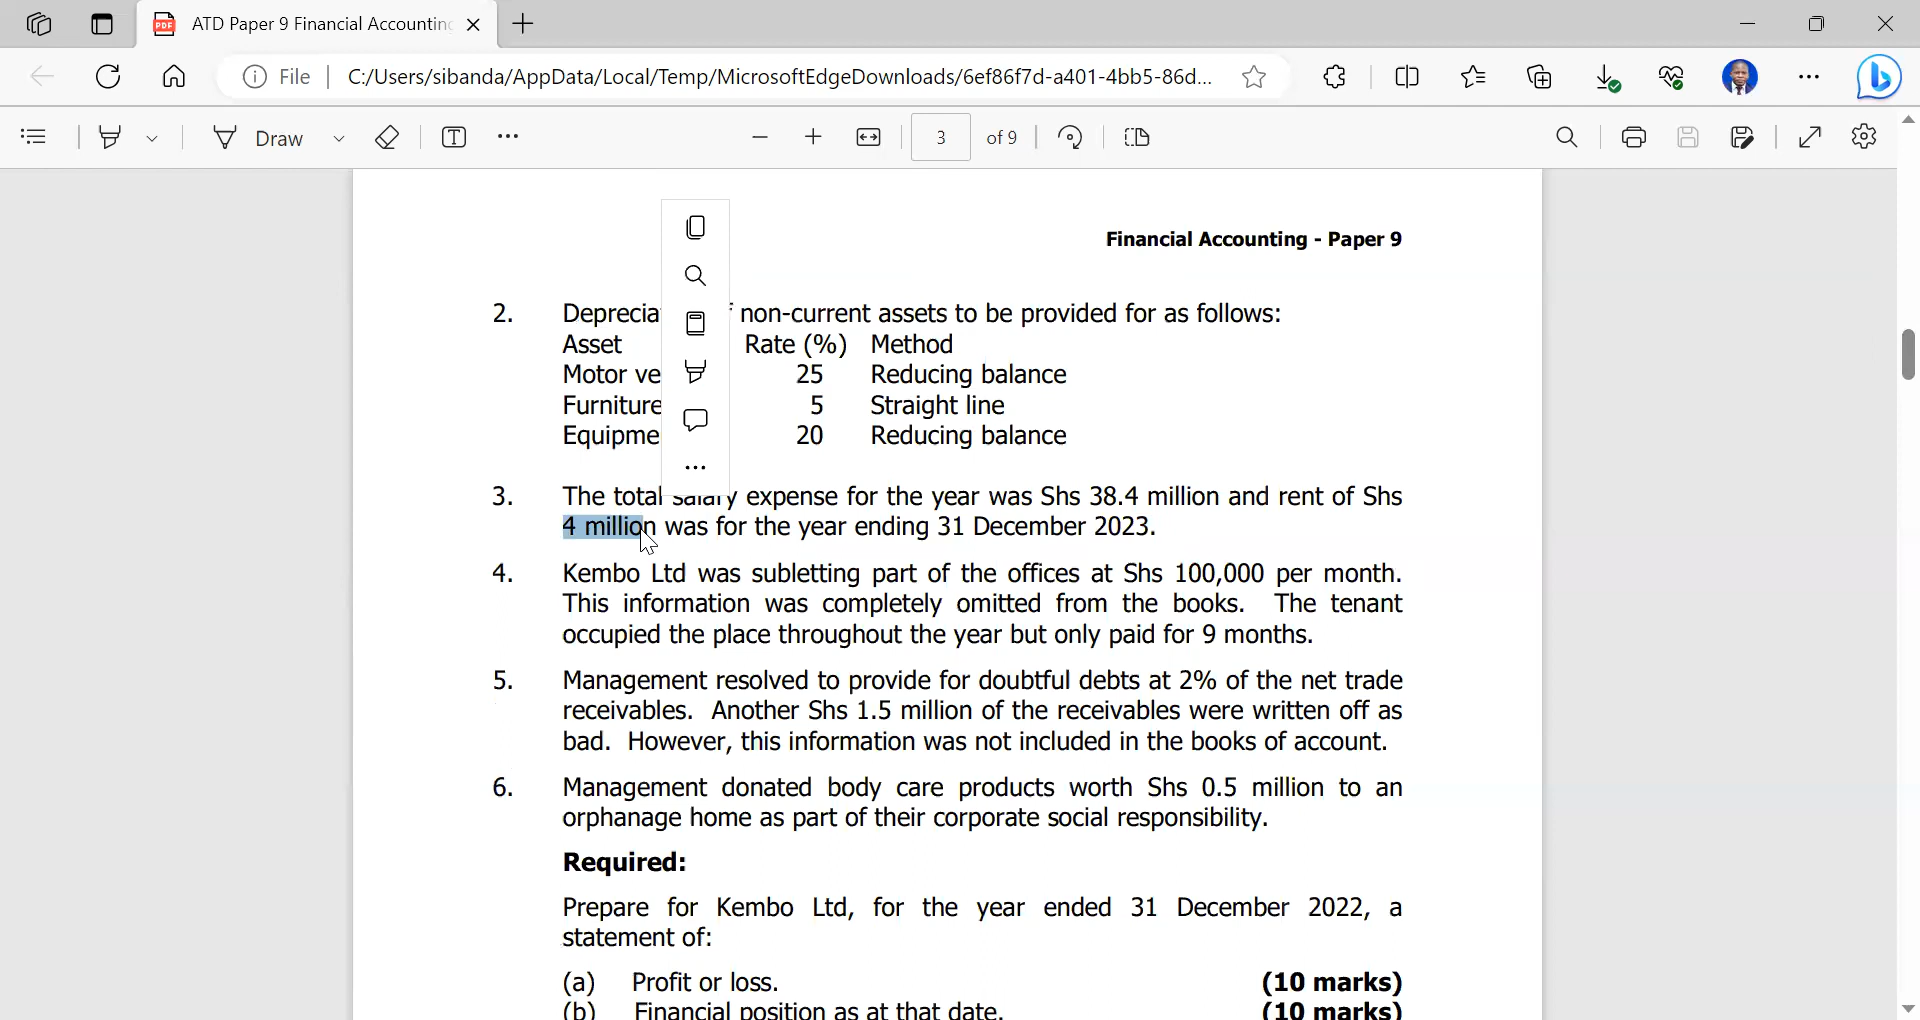 ATD Paper 9 Financial Accounting
File C:/Users/sibanda/AppData/Local/Temp/MicrosoftEdgeDownloads/6ef86f7d-a401-4bb5-86d...
Draw 3 of 9
Financial Accounting - Paper 9
2. Deprecia non-current assets to be provided for as follows:
Asset Rate (%) Method
Motor ve 25 Reducing balance
Furniture 5 Straight line
Equipme 20 Reducing balance
3. The total salary expense for the year was Shs 38.4 million and rent of Shs
4 million was for the year ending 31 December 2023.
4. Kembo Ltd was subletting part of the offices at Shs 100,000 per month.
This information was completely omitted from the books. The tenant
occupied the place throughout the year but only paid for 9 months.
5. Management resolved to provide for doubtful debts at 2% of the net trade
receivables. Another Shs 1.5 million of the receivables were written off as
bad. However, this information was not included in the books of account.
6. Management donated body care products worth Shs 0.5 million to an
orphanage home as part of their corporate social responsibility.
Required:
Prepare for Kembo Ltd, for the year ended 31 December 2022, a
statement of:
(a) Profit or loss. (10 marks)
(b) Financial position as at that date. (10 marks)